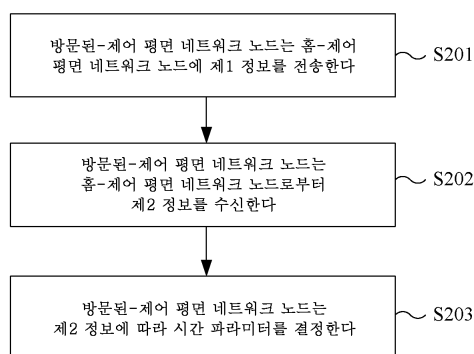 방문된-제어 평면 네트워크 노드는 홈-제어
평면 네트워크 노드에 제1 정보를 전송한다
S201
방문된-제어 평면 네트워크 노드는
홈-제어 평면 네트워크 노드로부터
제2 정보를 수신한다
S202
방문된-제어 평면 네트워크 노드는
제2 정보에 따라 시간 파라미터를 결정한다
S203